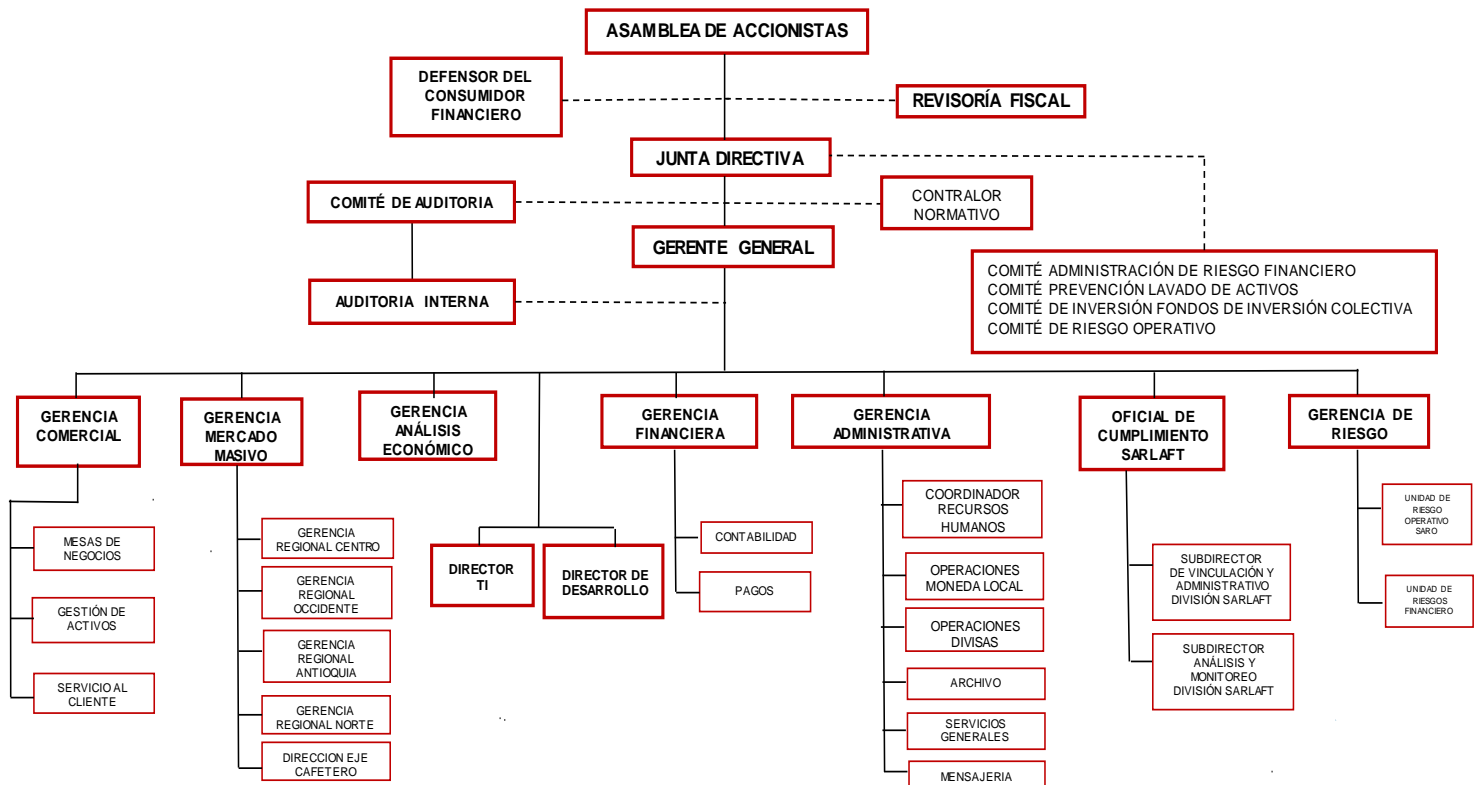 ASAMBLEA DE ACCIONISTAS
DEFENSOR DEL
CONSUMIDOR
FINANCIERO
REVISORÍA FISCAL
JUNTA DIRECTIVA
COMITÉ DE AUDITORIA
CONTRALOR
NORMATIVO
GERENTE GENERAL
AUDITORIA INTERNA
COMITÉ ADMINISTRACIÓN DE RIESGO FINANCIERO
COMITÉ PREVENCIÓN LAVADO DE ACTIVOS
COMITÉ DE INVERSIÓN FONDOS DE INVERSIÓN COLECTIVA
COMITÉ DE RIESGO OPERATIVO
GERENCIA
COMERCIAL
GERENCIA
MERCADO
MASIVO
GERENCIA
ANÁLISIS
ECONÓMICO
GERENCIA
FINANCIERA
GERENCIA
ADMINISTRATIVA
OFICIAL DE
CUMPLIMIENTO
SARLAFT
GERENCIA DE
RIESGO
MESAS DE
NEGOCIOS
GESTIÓN DE
ACTIVOS
SERVICIO AL
CLIENTE
GERENCIA
REGIONAL CENTRO
GERENCIA
REGIONAL
OCCIDENTE
GERENCIA
REGIONAL
ANTIOQUIA
GERENCIA
REGIONAL NORTE
DIRECCION EJE
CAFETERO
DIRECTOR
TI
DIRECTOR DE
DESARROLLO
CONTABILIDAD
PAGOS
COORDINADOR
RECURSOS
HUMANOS
OPERACIONES
MONEDA LOCAL
OPERACIONES
DIVISAS
ARCHIVO
SERVICIOS
GENERALES
MENSAJERIA
SUBDIRECTOR
DE VINCULACIÓN Y
ADMINISTRATIVO
DIVISIÓN SARLAFT
SUBDIRECTOR
ANÁLISIS Y
MONITOREO
DIVISIÓN SARLAFT
UNIDAD DE
RIESGO
OPERATIVO
SARO
UNIDAD DE
RIESGOS
FINANCIERO